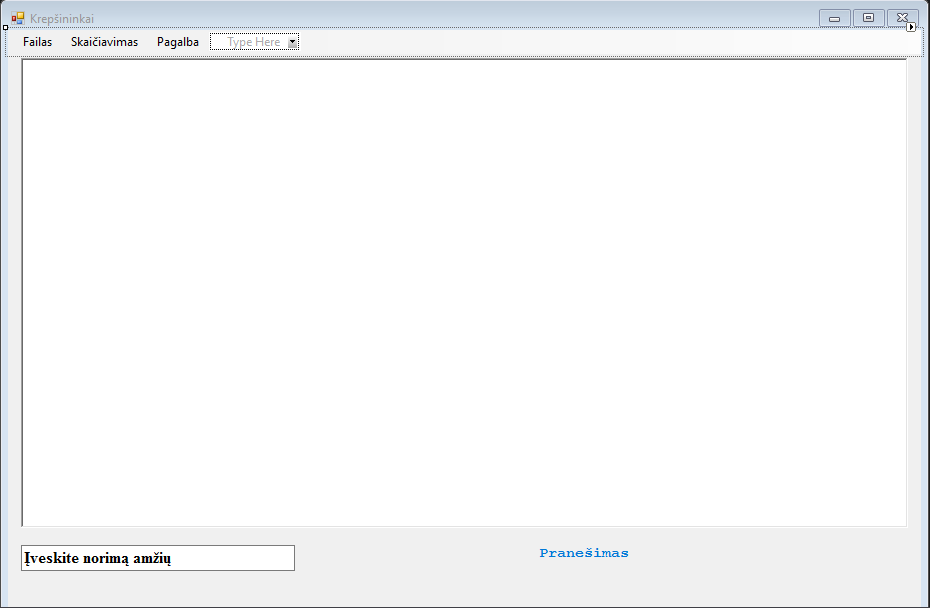 Krepšininkai
Failas Skaičiavimas Pagalba Type Here
Įveskite norimą amžių
Pranešimas